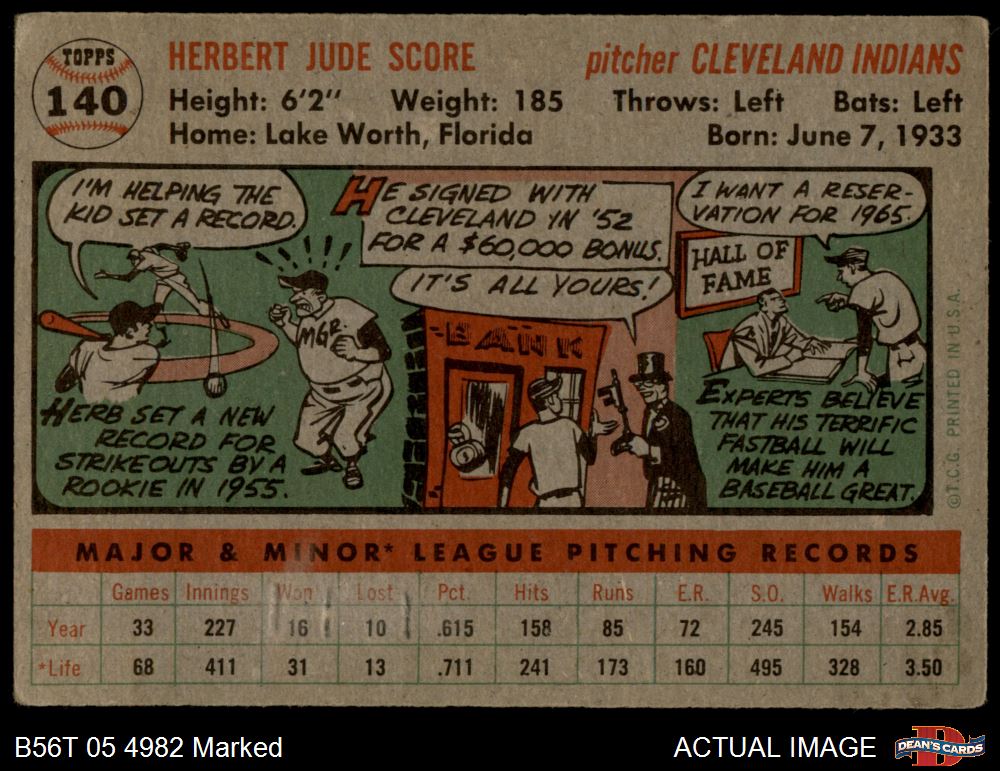 TOPPS
140
HERBERT JUDE SCORE
pitcher CLEVELAND INDIANS
Height: 6'2" Weight: 185 Throws: Left Bats: Left
Home: Lake Worth, Florida Born: June 7, 1933
I'M HELPING THE
KID SET A RECORD.
MGR.
HERB SET A NEW
RECORD FOR
STRIKEOUTS BY A
ROOKIE IN 1955.
HE SIGNED WITH
CLEVELAND IN '52
FOR A $60,000 BONUS.
IT'S ALL YOURS!
BANK
I WANT A RESER-
VATION FOR 1965.
HALL OF
FAME
EXPERTS BELIEVE
THAT HIS TERRIFIC
FASTBALL WILL
MAKE HIM A
BASEBALL GREAT.
©T.C.G. PRINTED IN U.S.A.
MAJOR & MINOR* LEAGUE PITCHING RECORDS
Games Innings Won Lost Pct. Hits Runs E.R. S.O. Walks E.R.Avg.
Year 33 227 16 10 .615 158 85 72 245 154 2.85
*Life 68 411 31 13 .711 241 173 160 495 328 3.50
B56T 05 4982 Marked
ACTUAL IMAGE
D
DEAN'S CARDS